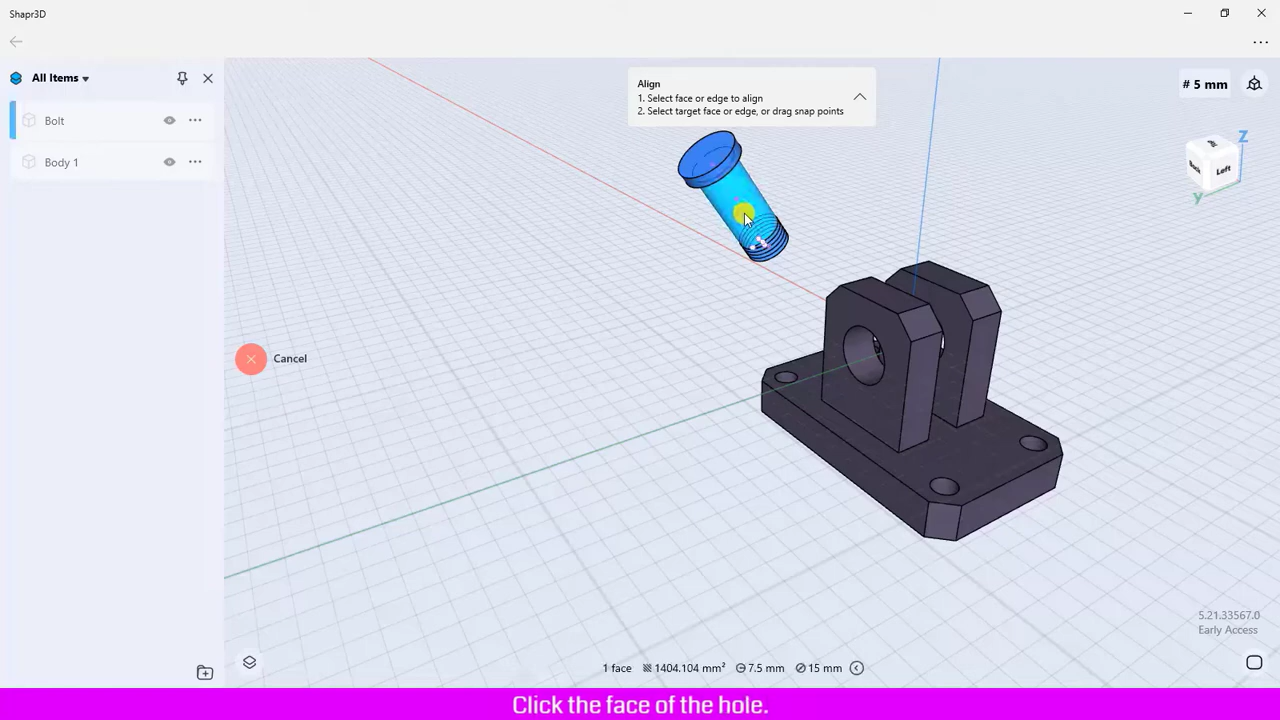 Shapr3D
All Items
Bolt
Body 1
Align
1. Select face or edge to align
2. Select target face or edge, or drag snap points
# 5 mm
Z
Back
Left
Y
Cancel
5.21.33567.0
Early Access
1 face 1404.104 mm² 7.5 mm 15 mm
Click the face of the hole.